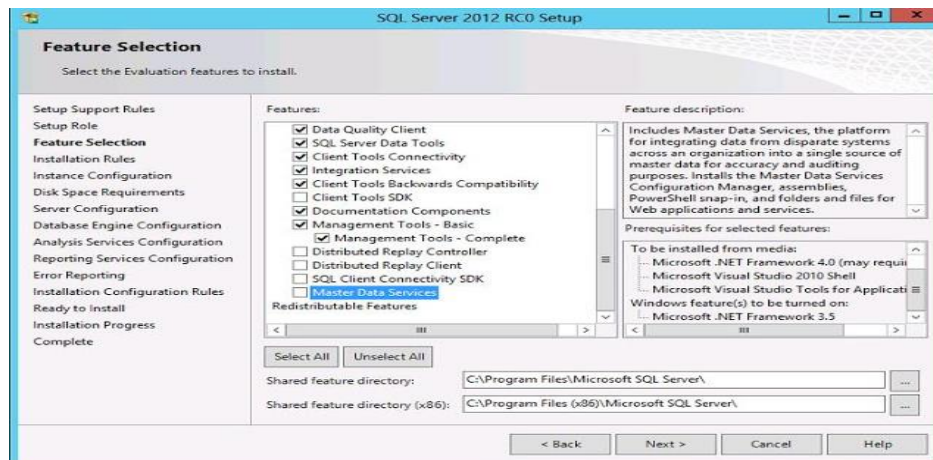 SQL Server 2012 RC0 Setup
Feature Selection
Select the Evaluation features to install.
Setup Support Rules
Setup Role
Feature Selection
Installation Rules
Instance Configuration
Disk Space Requirements
Server Configuration
Database Engine Configuration
Analysis Services Configuration
Reporting Services Configuration
Error Reporting
Installation Configuration Rules
Ready to Install
Installation Progress
Complete
Features:
Data Quality Client
SQL Server Data Tools
Client Tools Connectivity
Integration Services
Client Tools Backwards Compatibility
Client Tools SDK
Documentation Components
Management Tools - Basic
Management Tools - Complete
Distributed Replay Controller
Distributed Replay Client
SQL Client Connectivity SDK
Master Data Services
Redistributable Features
Select All
Unselect All
Feature description:
Includes Master Data Services, the platform
for integrating data from disparate systems
across an organization into a single source of
master data for accuracy and auditing
purposes. Installs the Master Data Services
Configuration Manager, assemblies,
PowerShell snap-in, and folders and files for
Web applications and services.
Prerequisites for selected features:
To be installed from media:
Microsoft .NET Framework 4.0 (may requi
Microsoft Visual Studio 2010 Shell
Microsoft Visual Studio Tools for Applicati
Windows feature(s) to be turned on:
Microsoft .NET Framework 3.5
Shared feature directory: C:\Program Files\Microsoft SQL Server\ ...
Shared feature directory (x86): C:\Program Files (x86)\Microsoft SQL Server\ ...
< Back
Next >
Cancel
Help